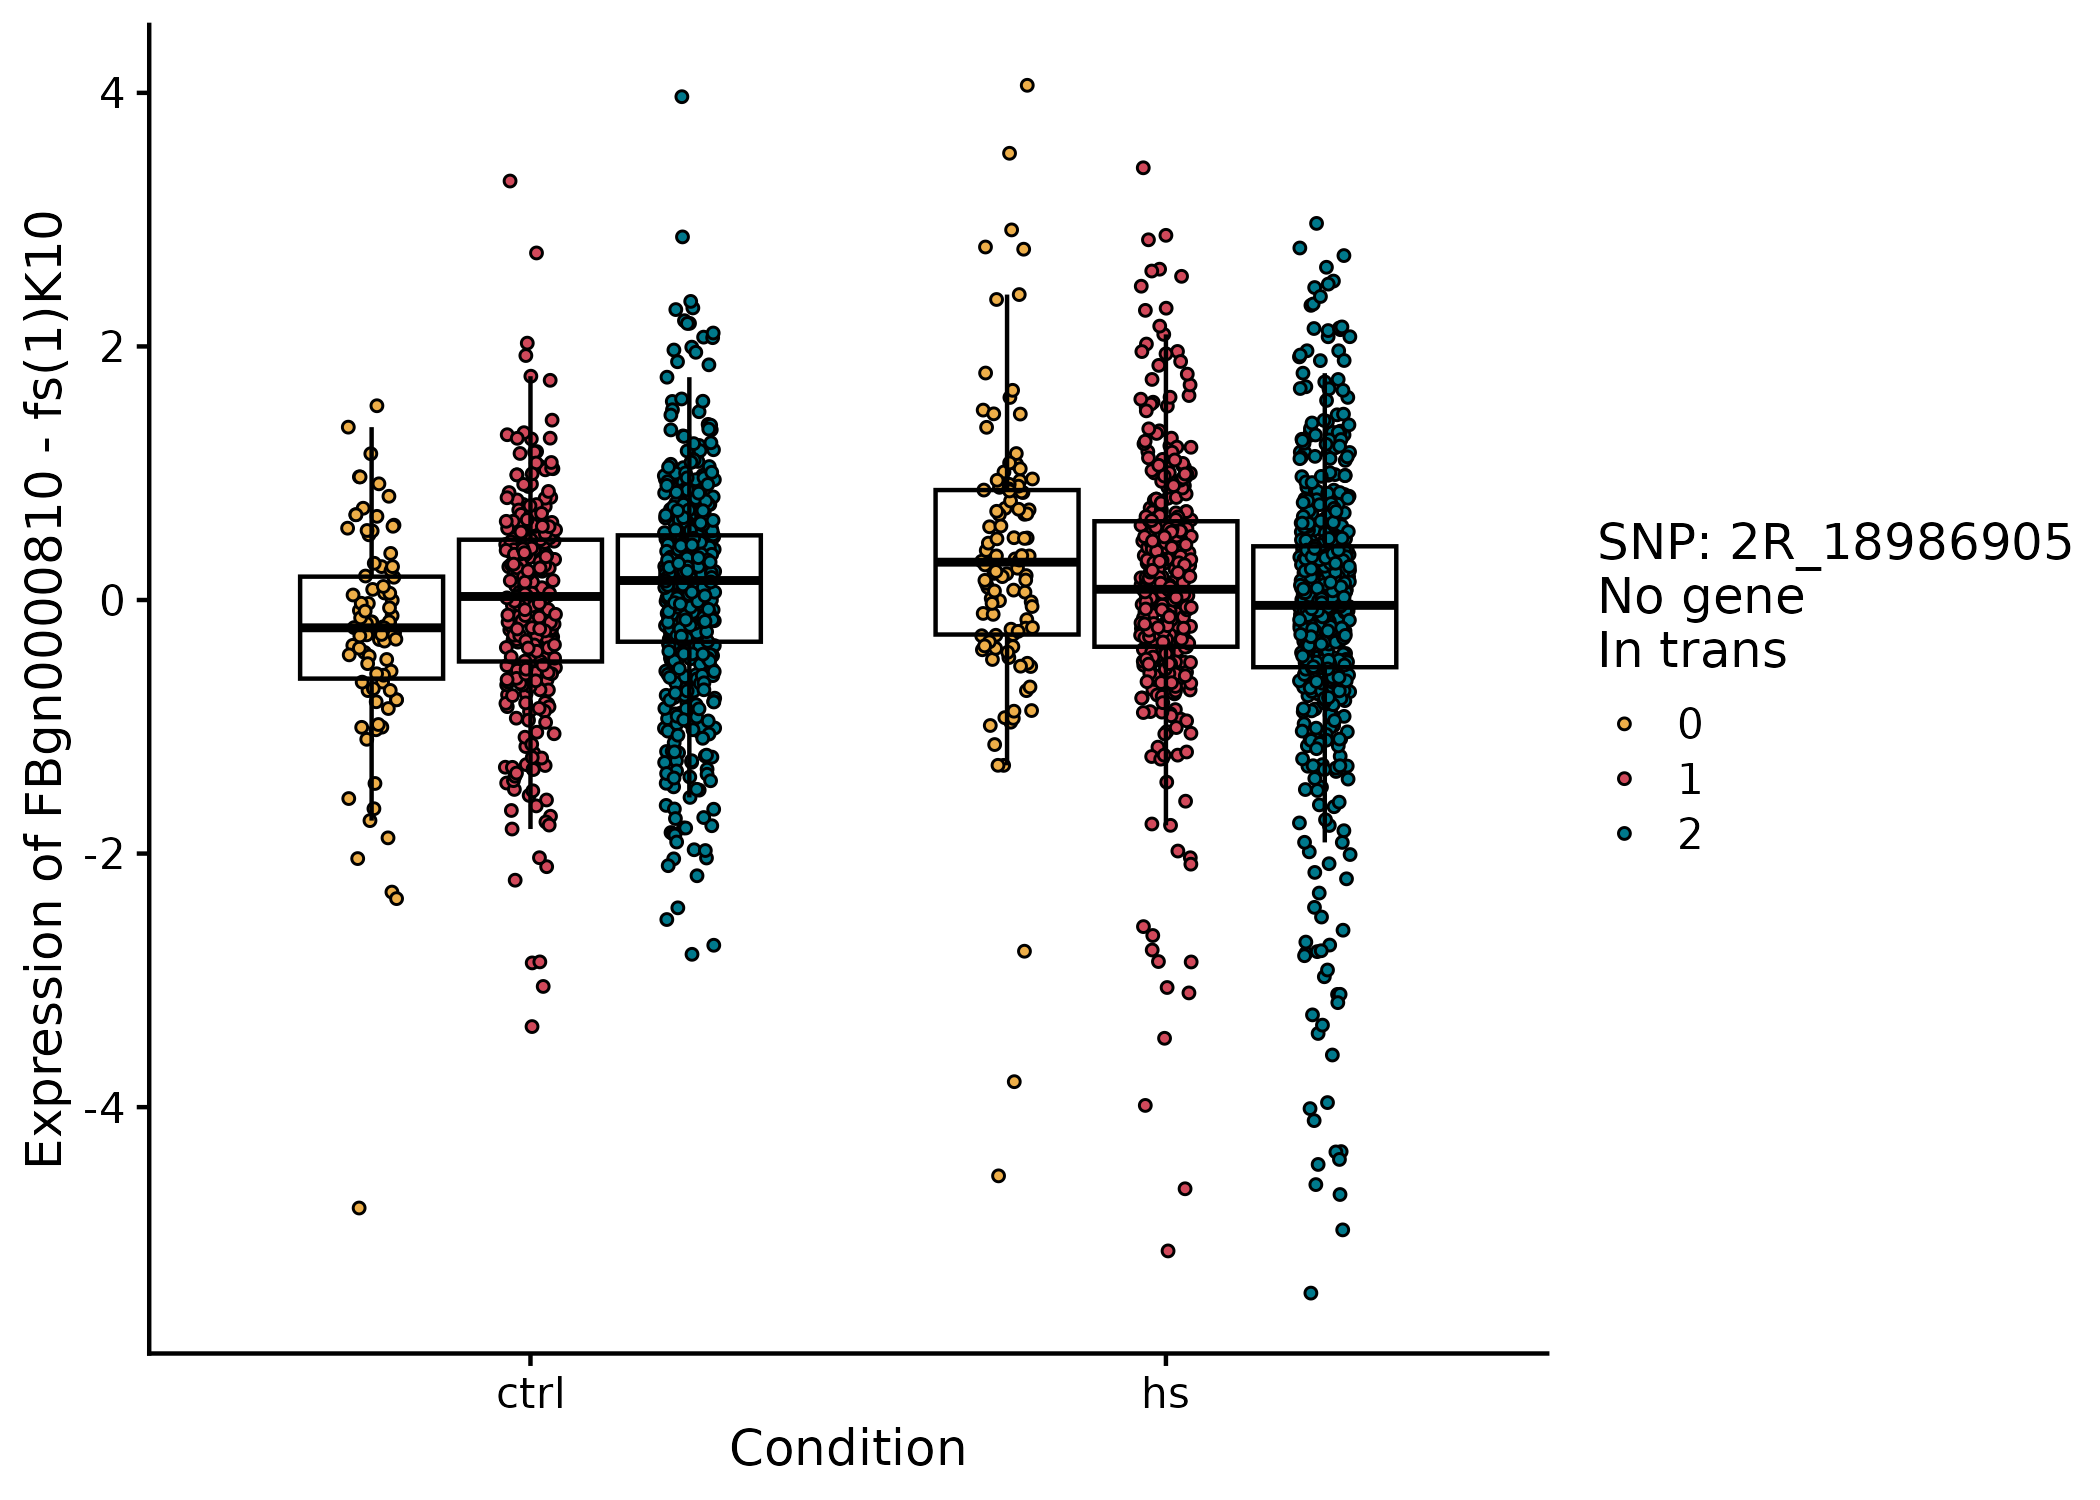 Expression of FBgn0000810 - fs(1)K10
4
2
0
-2
-4
ctrl
hs
Condition
SNP: 2R_18986905
No gene
In trans
0
1
2